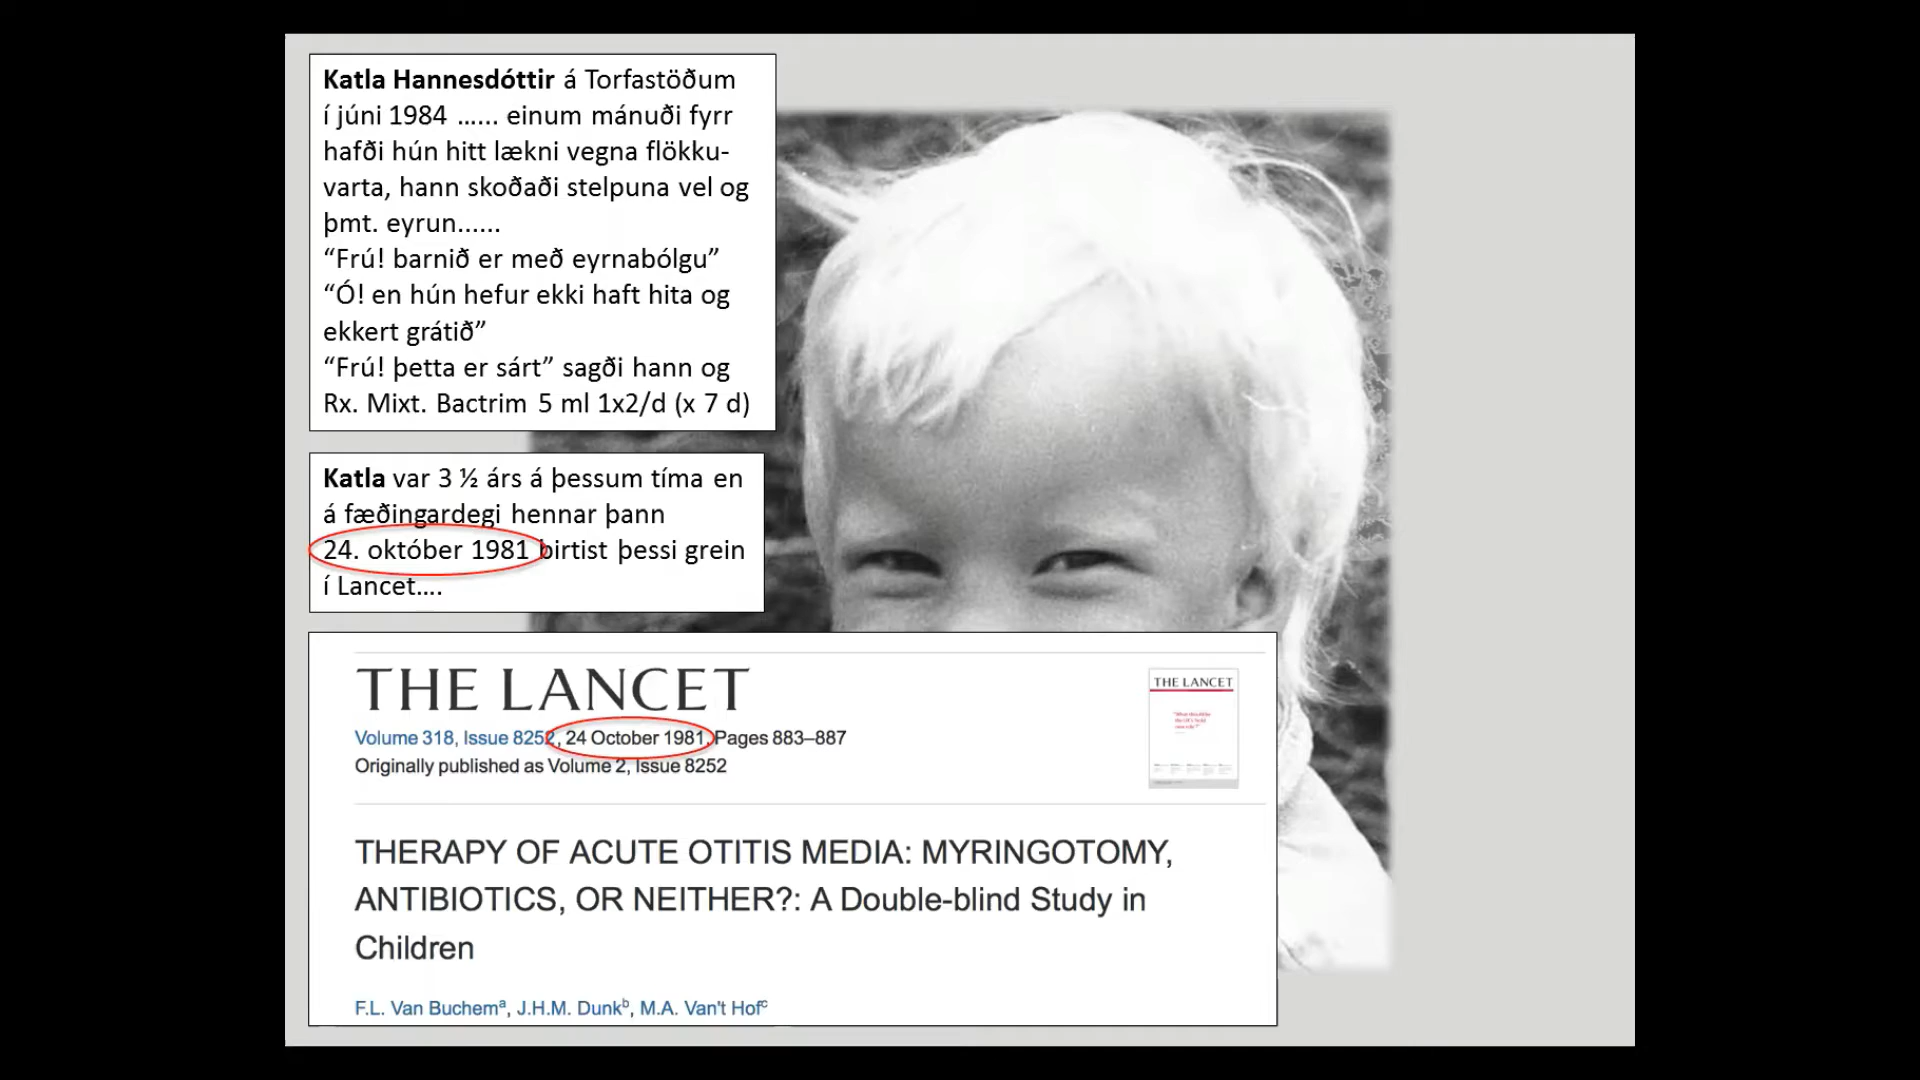 Katla Hannesdóttir á Torfastöðum
í júní 1984 …... einum mánuði fyrr
hafði hún hitt lækni vegna flökku-
varta, hann skoðaði stelpuna vel og
þmt. eyrun......
“Frú! barnið er með eyrnabólgu”
“Ó! en hún hefur ekki haft hita og
ekkert grátið”
“Frú! þetta er sárt” sagði hann og
Rx. Mixt. Bactrim 5 ml 1x2/d (x 7 d)
Katla var 3 ½ árs á þessum tíma en
á fæðingardegi hennar þann
24. október 1981 birtist þessi grein
í Lancet….
THE LANCET
Volume 318, Issue 8252, 24 October 1981, Pages 883–887
Originally published as Volume 2, Issue 8252
THE LANCET
THERAPY OF ACUTE OTITIS MEDIA: MYRINGOTOMY,
ANTIBIOTICS, OR NEITHER?: A Double-blind Study in
Children
F.L. Van Buchemᵃ, J.H.M. Dunkᵇ, M.A. Van't Hofᶜ